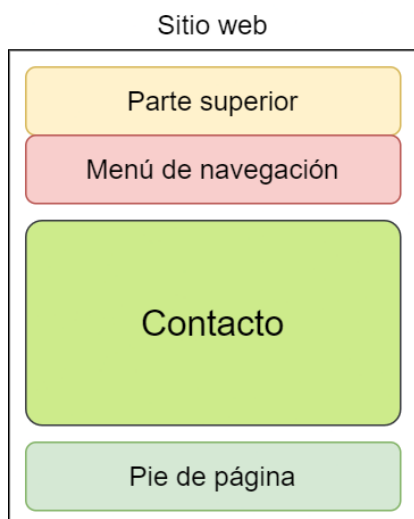 Sitio web
Parte superior
Menú de navegación
Contacto
Pie de página